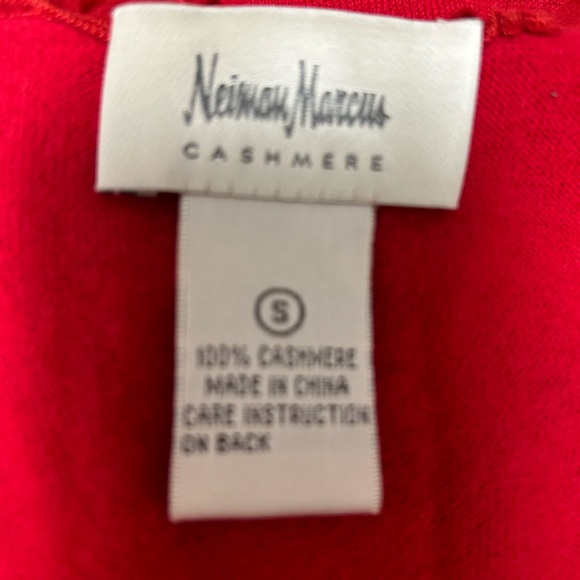 Neiman Marcus
CASHMERE
S
100% CASHMERE
MADE IN CHINA
CARE INSTRUCTION
ON BACK